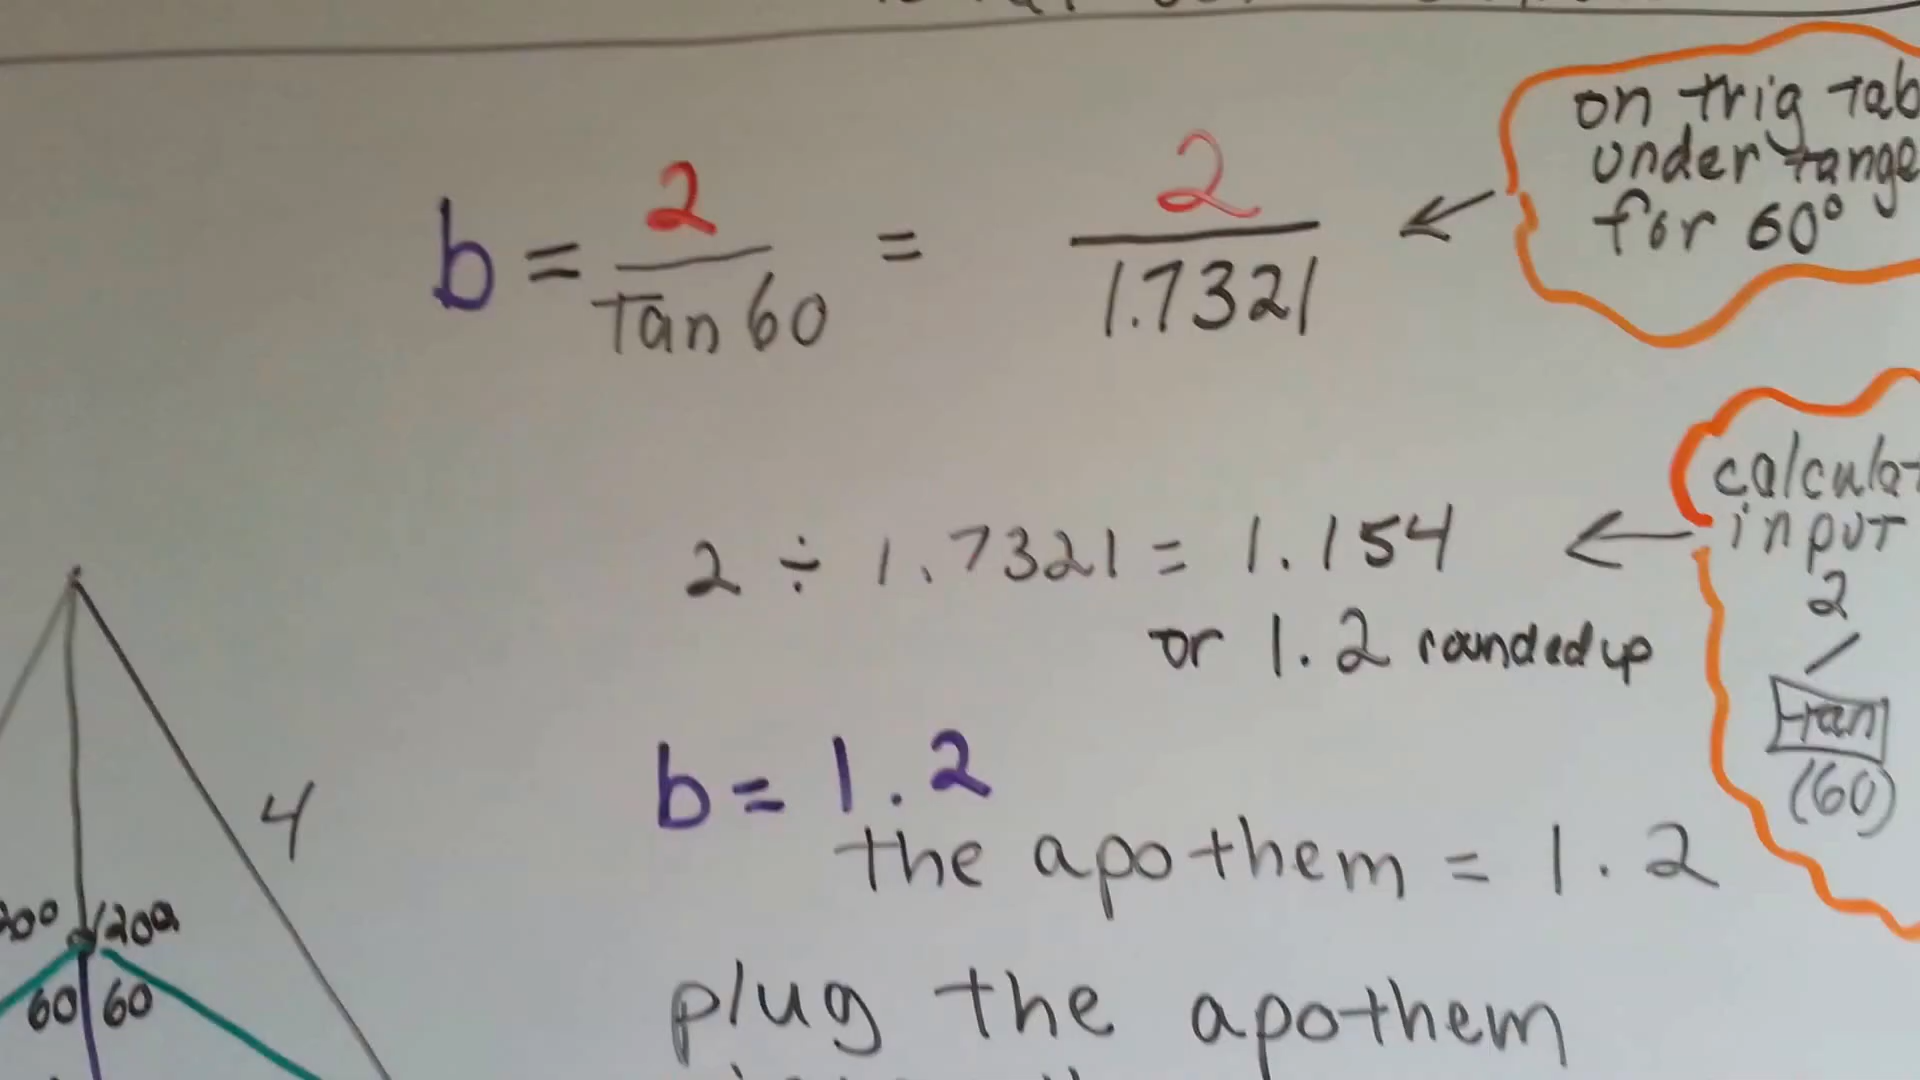 on trig tab
under tange
for 60°
b = 2 / Tan 60 = 2 / 1.7321
calculat
input
2
/
tan
(60)
2 ÷ 1.7321 = 1.154
or 1.2 rounded up
b = 1.2
the apothem = 1.2
plug the apothem
4
120°
60 60